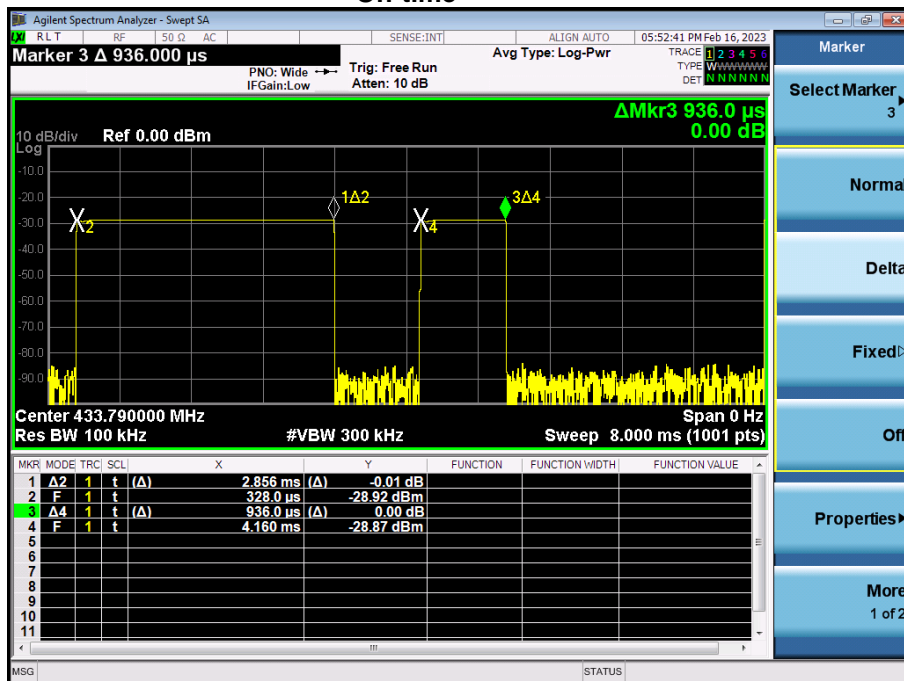 Agilent Spectrum Analyzer - Swept SA
LXI RLT RF 50 Ω AC SENSE:INT ALIGN AUTO 05:52:41 PM Feb 16, 2023
Marker 3 Δ 936.000 µs
PNO: Wide
IFGain:Low
Trig: Free Run
Atten: 10 dB
Avg Type: Log-Pwr
TRACE 1 2 3 4 5 6
TYPE WWWWWW
DET N N N N N N
ΔMkr3 936.0 µs
0.00 dB
10 dB/div Ref 0.00 dBm
Log
-10.0
-20.0
-30.0
-40.0
-50.0
-60.0
-70.0
-80.0
-90.0
2
1Δ2
4
3Δ4
Center 433.790000 MHz Span 0 Hz
Res BW 100 kHz #VBW 300 kHz Sweep 8.000 ms (1001 pts)
MKR MODE TRC SCL X Y FUNCTION FUNCTION WIDTH FUNCTION VALUE
1 Δ2 1 t (Δ) 2.856 ms (Δ) -0.01 dB
2 F 1 t 328.0 µs -28.92 dBm
3 Δ4 1 t (Δ) 936.0 µs (Δ) 0.00 dB
4 F 1 t 4.160 ms -28.87 dBm
5
6
7
8
9
10
11
MSG STATUS
Marker
Select Marker
3
Normal
Delta
Fixed
Off
Properties
More
1 of 2